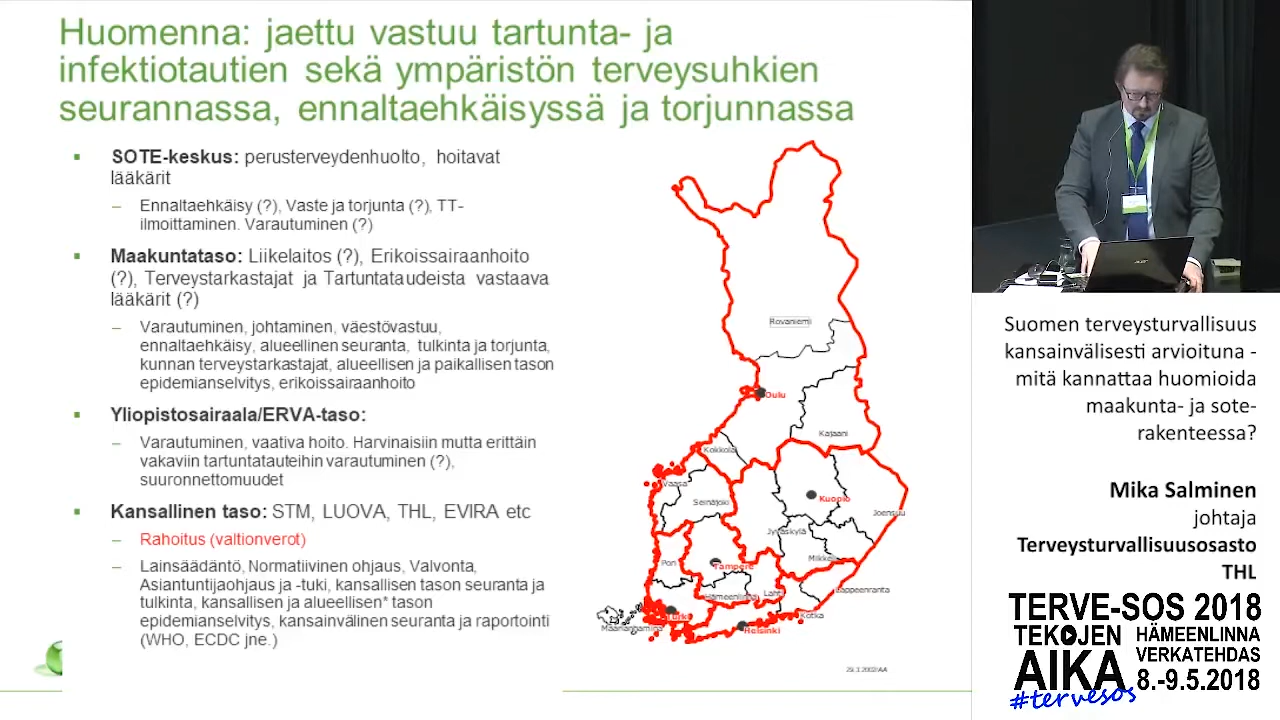 Huomenna: jaettu vastuu tartunta- ja
infektiotautien sekä ympäristön terveysuhkien
seurannassa, ennaltaehkäisyssä ja torjunnassa
SOTE-keskus: perusterveydenhuolto, hoitavat
lääkärit
– Ennaltaehkäisy (?), Vaste ja torjunta (?), TT-
ilmoittaminen. Varautuminen (?)
Maakuntataso: Liikelaitos (?), Erikoissairaanhoito
(?), Terveystarkastajat ja Tartuntataudeista vastaava
lääkärit (?)
– Varautuminen, johtaminen, väestövastuu,
ennaltaehkäisy, alueellinen seuranta, tulkinta ja torjunta,
kunnan terveystarkastajat, alueellisen ja paikallisen tason
epidemianselvitys, erikoissairaanhoito
Yliopistosairaala/ERVA-taso:
– Varautuminen, vaativa hoito. Harvinaisiin mutta erittäin
vakaviin tartuntatauteihin varautuminen (?),
suuronnettomuudet
Kansallinen taso: STM, LUOVA, THL, EVIRA etc
– Rahoitus (valtionverot)
– Lainsäädäntö, Normatiivinen ohjaus, Valvonta,
Asiantuntijaohjaus ja -tuki, kansallisen tason seuranta ja
tulkinta, kansallisen ja alueellisen* tason
epidemianselvitys, kansainvälinen seuranta ja raportointi
(WHO, ECDC jne.)
Rovaniemi
Oulu
Kajaani
Kokkola
Vaasa
Seinäjoki
Kuopio
Joensuu
Jyväskylä
Mikkeli
Pori
Tampere
Hämeenlinna
Lahti
Lappeenranta
Kotka
Turku
Helsinki
Maarianhamina
Suomen terveysturvallisuus
kansainvälisesti arvioituna -
mitä kannattaa huomioida
maakunta- ja sote-
rakenteessa?
Mika Salminen
johtaja
Terveysturvallisuusosasto
THL
TERVE-SOS 2018
TEKOJEN
AIKA
HÄMEENLINNA
VERKATEHDAS
8.-9.5.2018
#tervesos